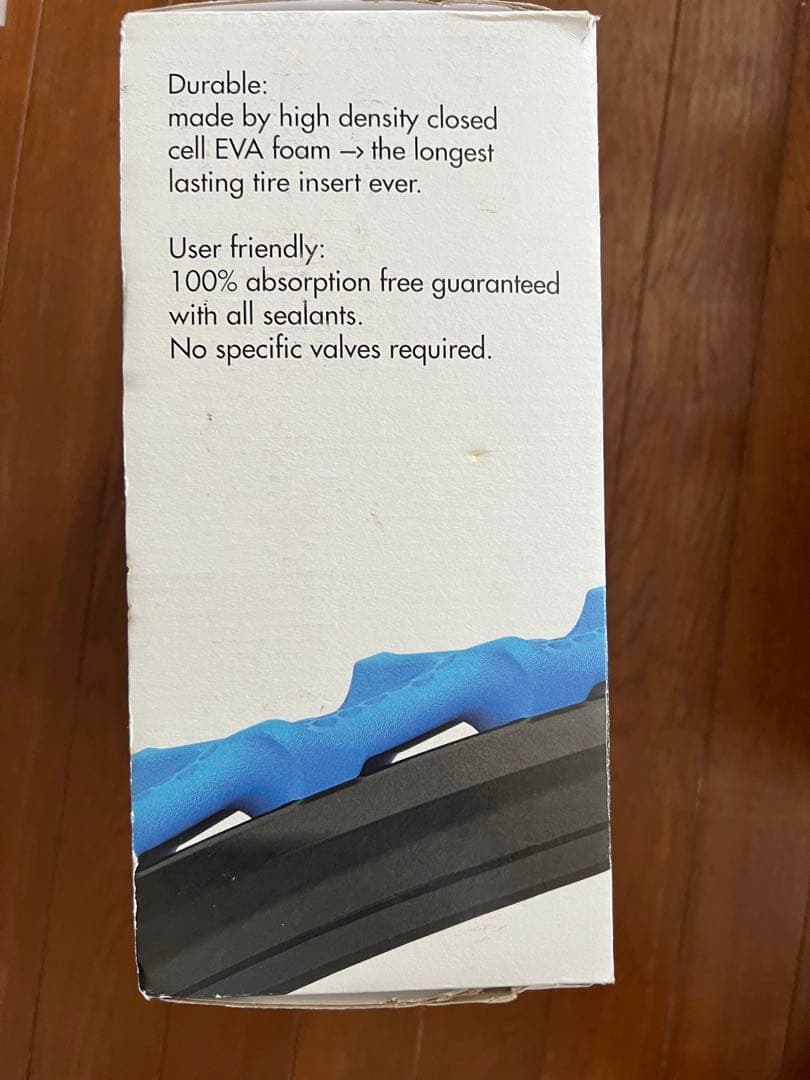 Durable:
made by high density closed
cell EVA foam —> the longest
lasting tire insert ever.
User friendly:
100% absorption free guaranteed
with all sealants.
No specific valves required.